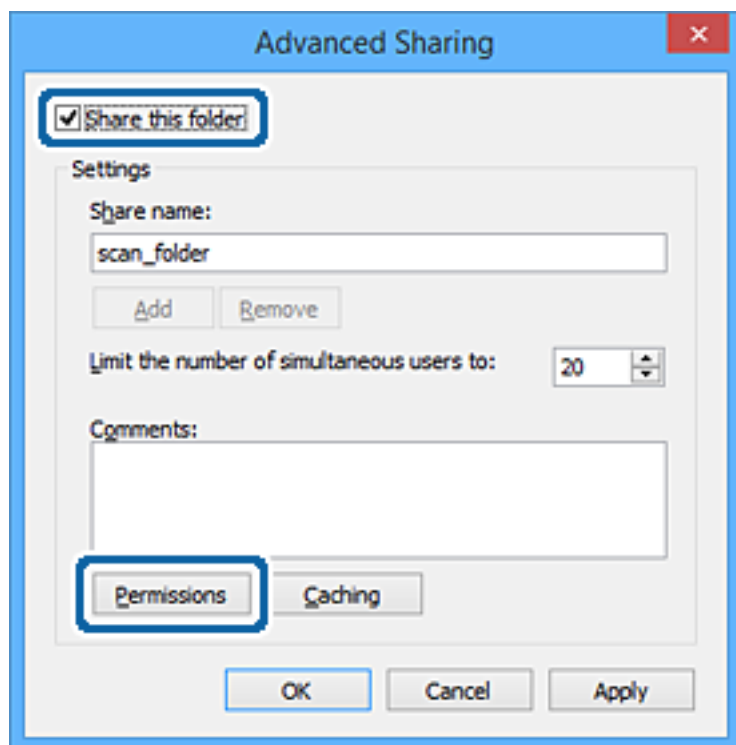 Advanced Sharing
Share this folder
Settings
Share name:
scan_folder
Add Remove
Limit the number of simultaneous users to: 20
Comments:
Permissions Caching
OK Cancel Apply